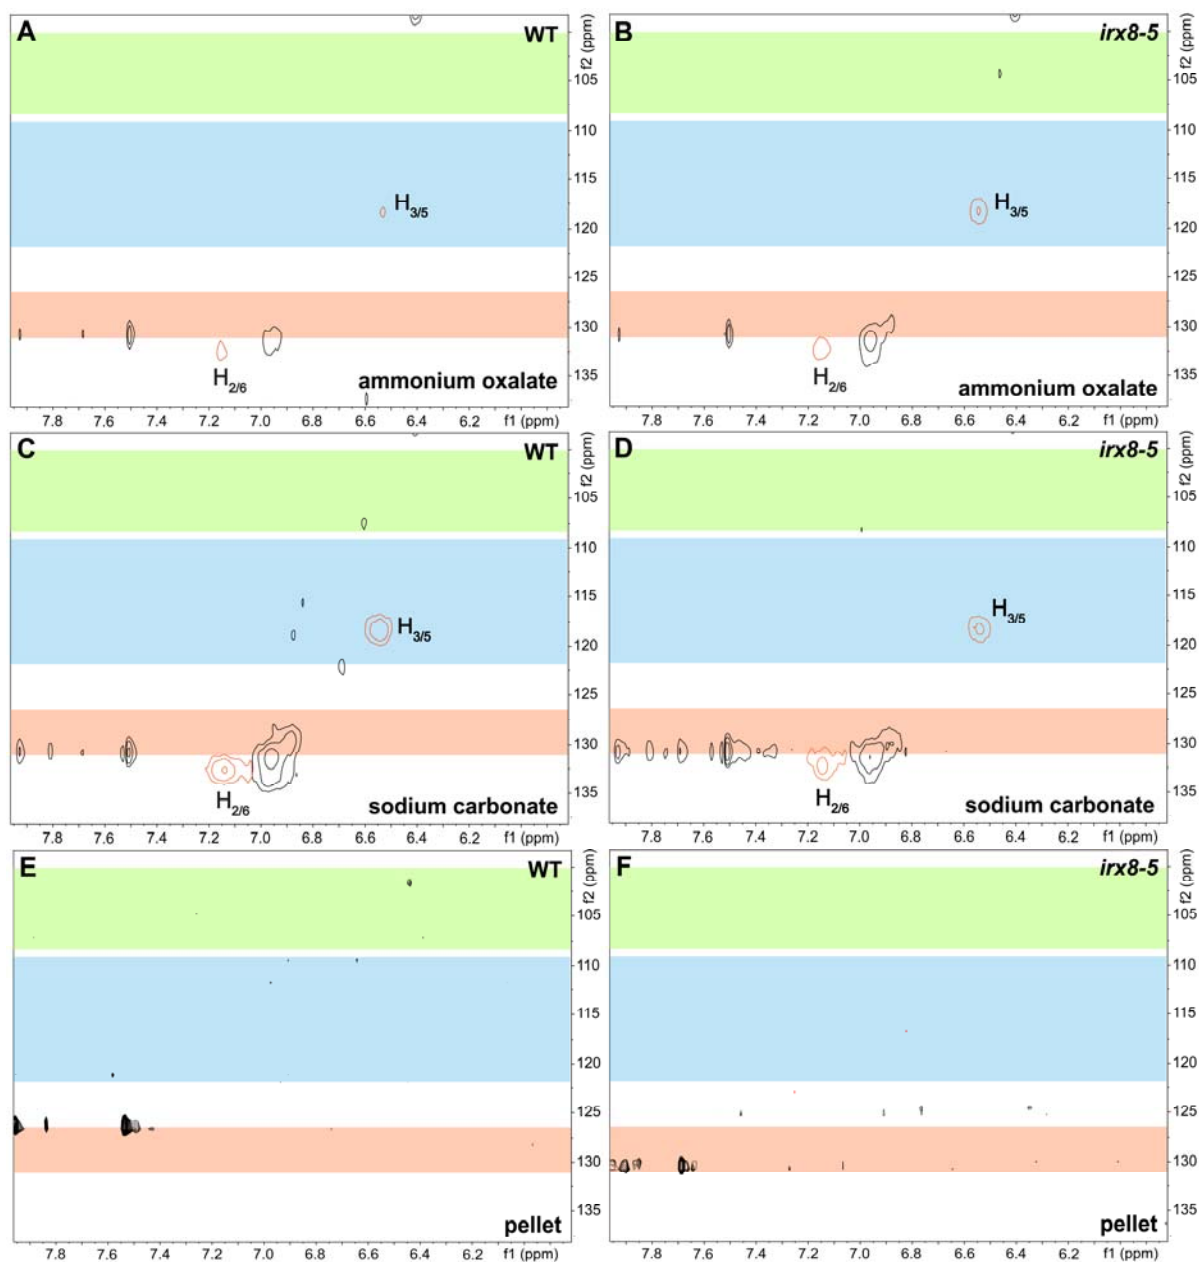 A WT
B irx8-5
f2 (ppm)
105
110
115
120
125
130
135
H3/5
H2/6
ammonium oxalate
7.8 7.6 7.4 7.2 7.0 6.8 6.6 6.4 6.2 f1 (ppm)
f2 (ppm)
105
110
115
120
125
130
135
H3/5
H2/6
ammonium oxalate
7.8 7.6 7.4 7.2 7.0 6.8 6.6 6.4 6.2 f1 (ppm)
C WT
D irx8-5
f2 (ppm)
105
110
115
120
125
130
135
H3/5
H2/6
sodium carbonate
7.8 7.6 7.4 7.2 7.0 6.8 6.6 6.4 6.2 f1 (ppm)
f2 (ppm)
105
110
115
120
125
130
135
H3/5
H2/6
sodium carbonate
7.8 7.6 7.4 7.2 7.0 6.8 6.6 6.4 6.2 f1 (ppm)
E WT
F irx8-5
f2 (ppm)
105
110
115
120
125
130
135
pellet
7.8 7.6 7.4 7.2 7.0 6.8 6.6 6.4 6.2 f1 (ppm)
f2 (ppm)
105
110
115
120
125
130
135
pellet
7.8 7.6 7.4 7.2 7.0 6.8 6.6 6.4 6.2 f1 (ppm)